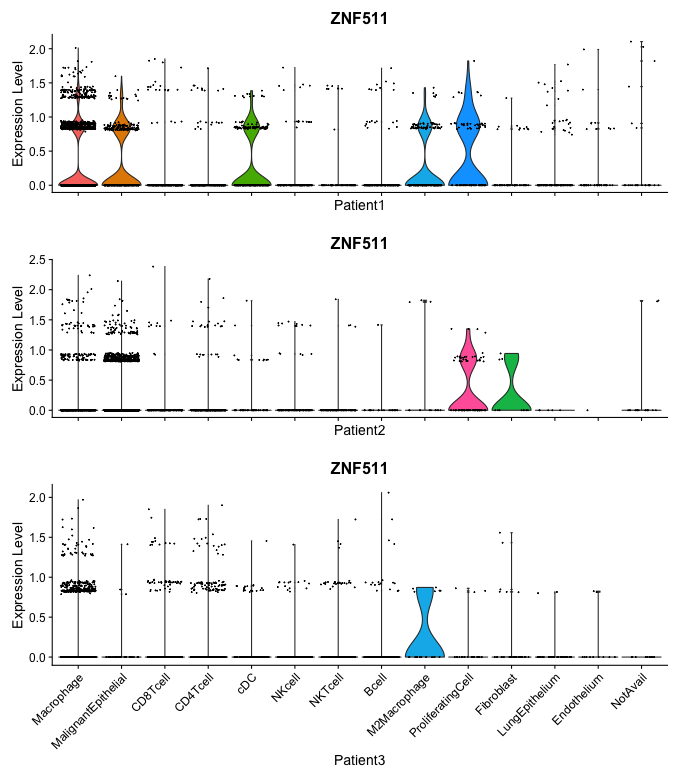 ZNF511
Expression Level
2.0
1.5
1.0
0.5
0.0
Patient1
ZNF511
Expression Level
2.5
2.0
1.5
1.0
0.5
0.0
Patient2
ZNF511
Expression Level
2.0
1.5
1.0
0.5
0.0
Macrophage
MalignantEpithelial
CD8Tcell
CD4Tcell
cDC
NKcell
NKTcell
Bcell
M2Macrophage
ProliferatingCell
Fibroblast
LungEpithelium
Endothelium
NotAvail
Patient3